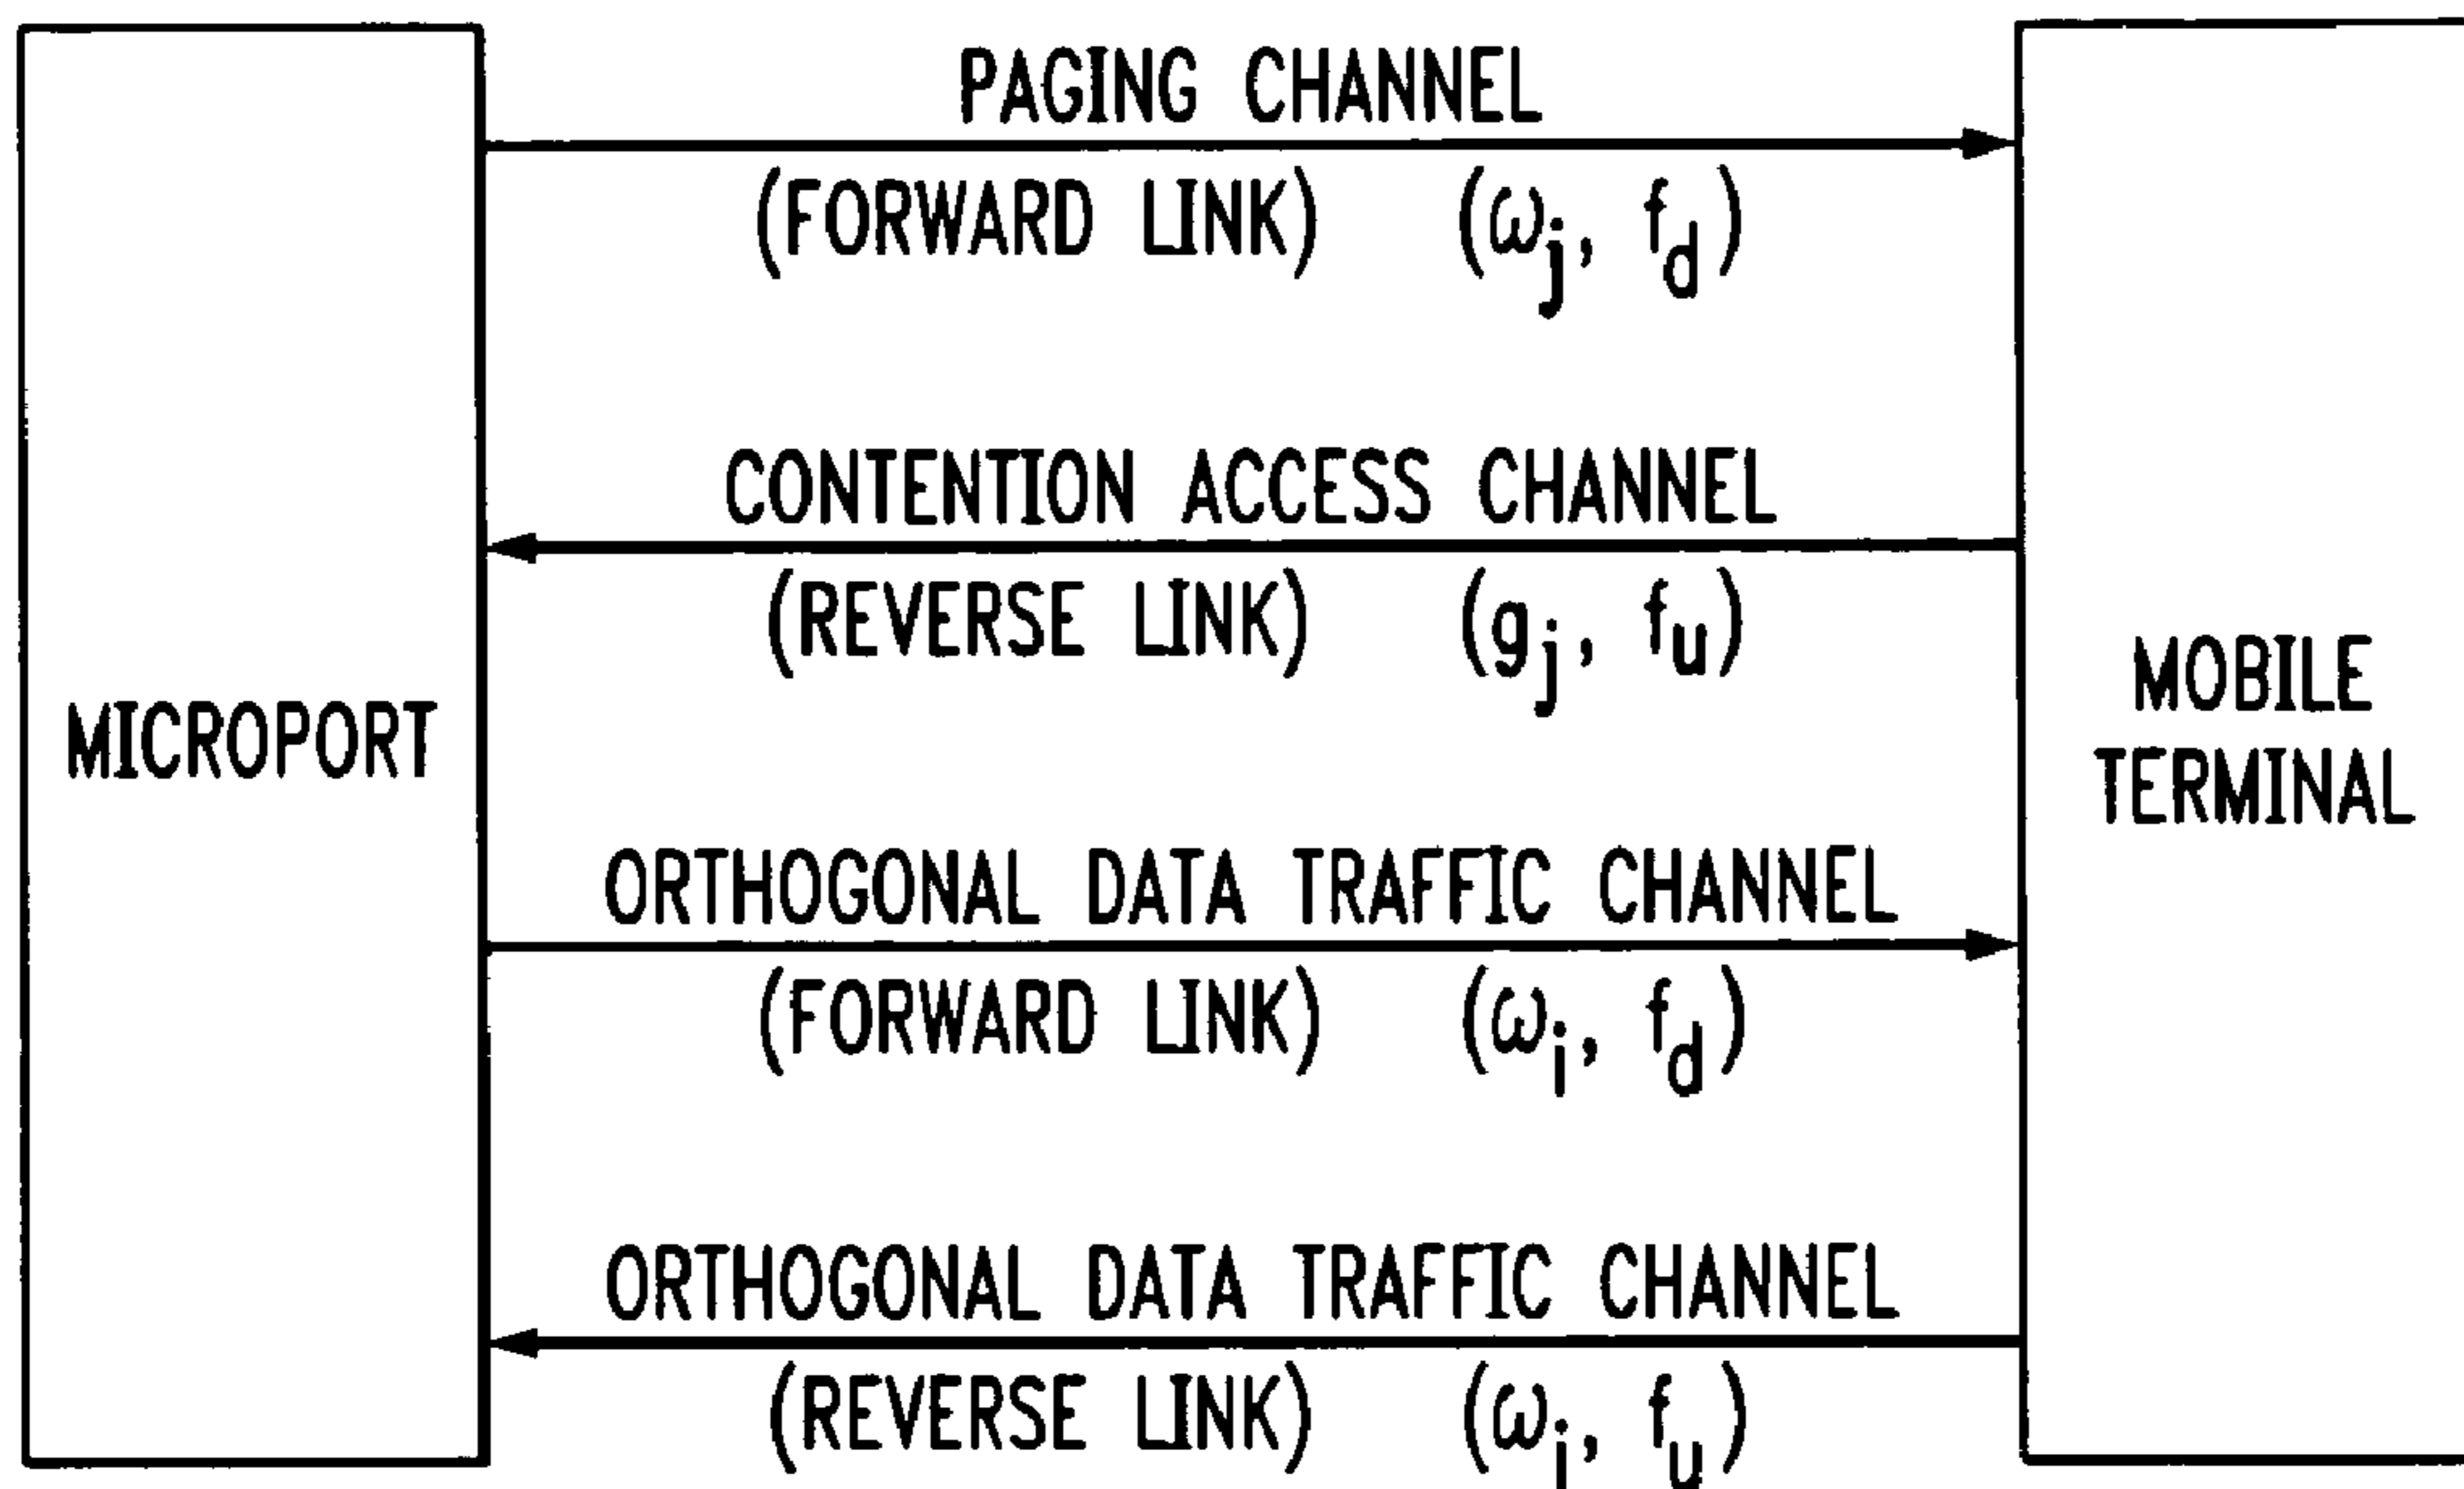 PAGING CHANNEL
(FORWARD LINK) (ωj, fd)
CONTENTION ACCESS CHANNEL
(REVERSE LINK) (gj, fu)
MICROPORT
MOBILE
TERMINAL
ORTHOGONAL DATA TRAFFIC CHANNEL
(FORWARD LINK) (ωi, fd)
ORTHOGONAL DATA TRAFFIC CHANNEL
(REVERSE LINK) (ωi, fu)